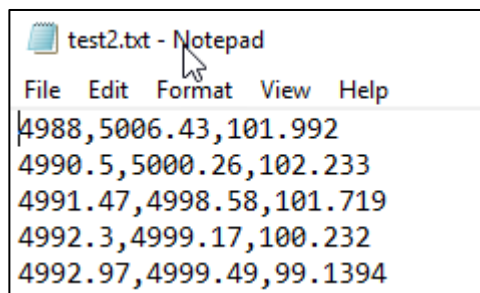 test2.txt - Notepad
File Edit Format View Help
4988,5006.43,101.992
4990.5,5000.26,102.233
4991.47,4998.58,101.719
4992.3,4999.17,100.232
4992.97,4999.49,99.1394